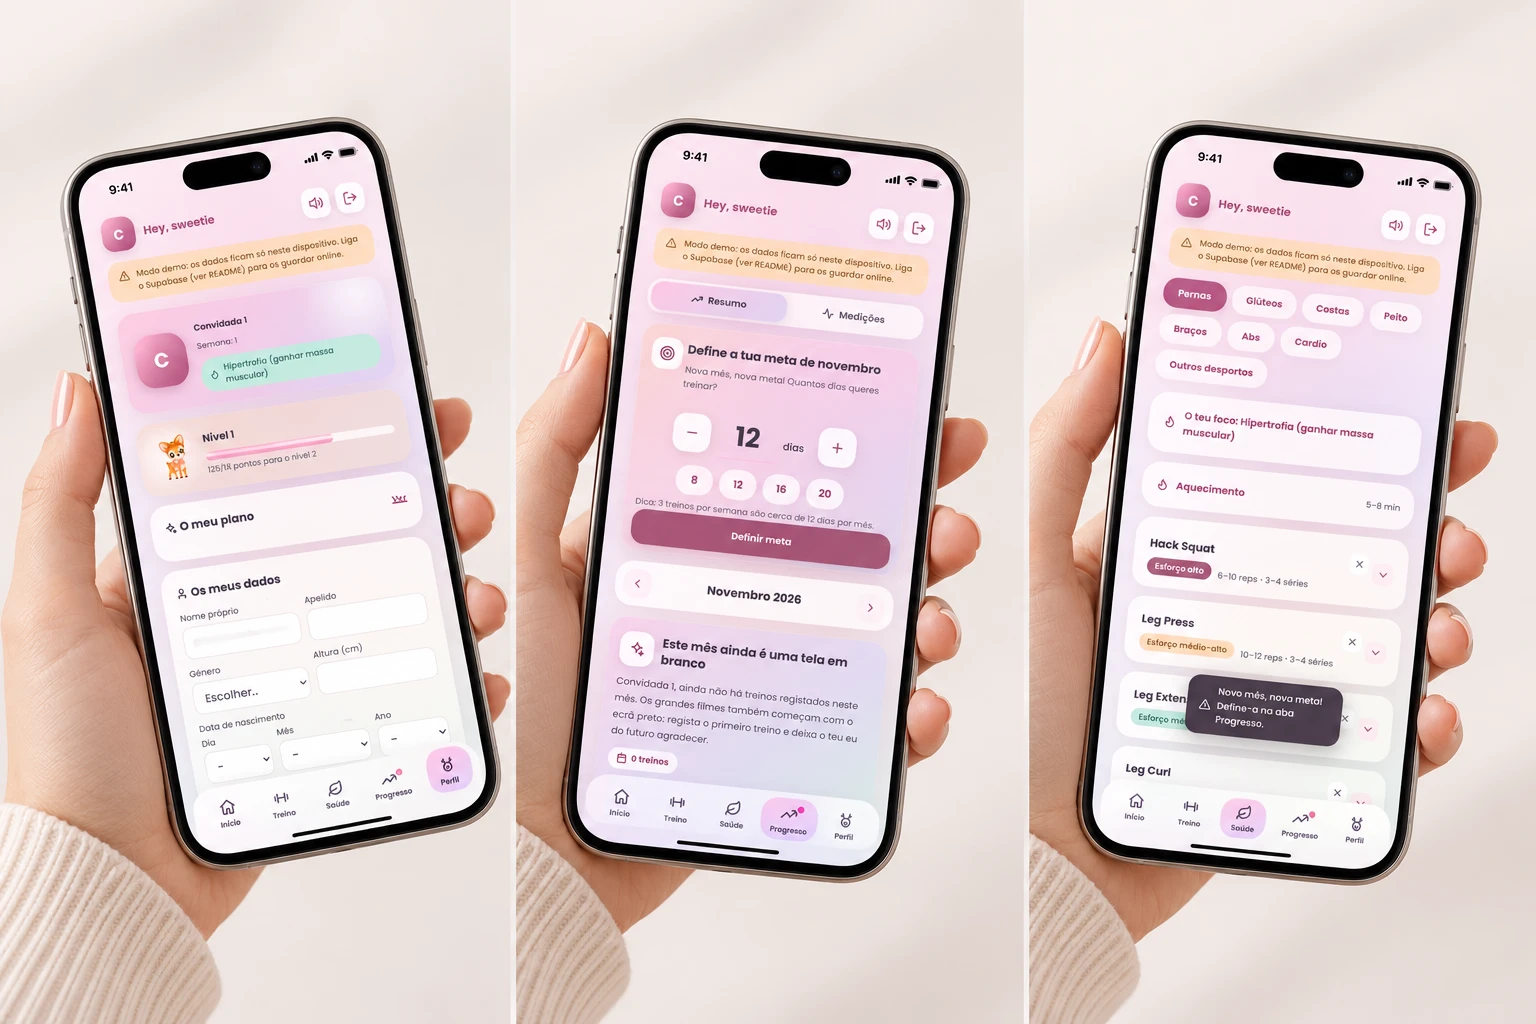 9:41
C
Hey, sweetie
Modo demo: os dados ficam só neste dispositivo. Liga
o Supabase (ver README) para os guardar online.
C
Convidada 1
Semana: 1
Hipertrofia (ganhar massa
muscular)
Nível 1
pontos para o nível 2
O meu plano
Os meus dados
Nome próprio
Apelido
Género
Altura (cm)
Escolher..
Data de nascimento
Dia
Mês
Ano
-
-
-
Início
Treino
Saúde
Progresso
Perfil
9:41
C
Hey, sweetie
Modo demo: os dados ficam só neste dispositivo. Liga
o Supabase (ver README) para os guardar online.
Resumo
Medições
Define a tua meta de novembro
Nova mês, nova meta! Quantos dias queres
treinar?
−
12
dias
+
8
12
16
20
Dica: 3 treinos por semana são cerca de 12 dias por mês.
Definir meta
Novembro 2026
Este mês ainda é uma tela em
branco
Convidada 1, ainda não há treinos registados neste
mês. Os grandes filmes também começam com o
ecrã preto: regista o primeiro treino e deixa o teu eu
do futuro agradecer.
0 treinos
Início
Treino
Saúde
Progresso
Perfil
9:41
C
Hey, sweetie
Modo demo: os dados ficam só neste dispositivo. Liga
o Supabase (ver README) para os guardar online.
Pernas
Glúteos
Costas
Peito
Braços
Abs
Cardio
Outros desportos
O teu foco: Hipertrofia (ganhar massa
muscular)
Aquecimento
5-8 min
Hack Squat
Esforço alto
6-10 reps · 3-4 séries
Leg Press
Esforço médio-alto
10-12 reps · 3-4 séries
Leg Exten
Esforço mé
Novo mês, nova meta!
Define-a na aba
Progresso.
Leg Curl
Início
Treino
Saúde
Progresso
Perfil